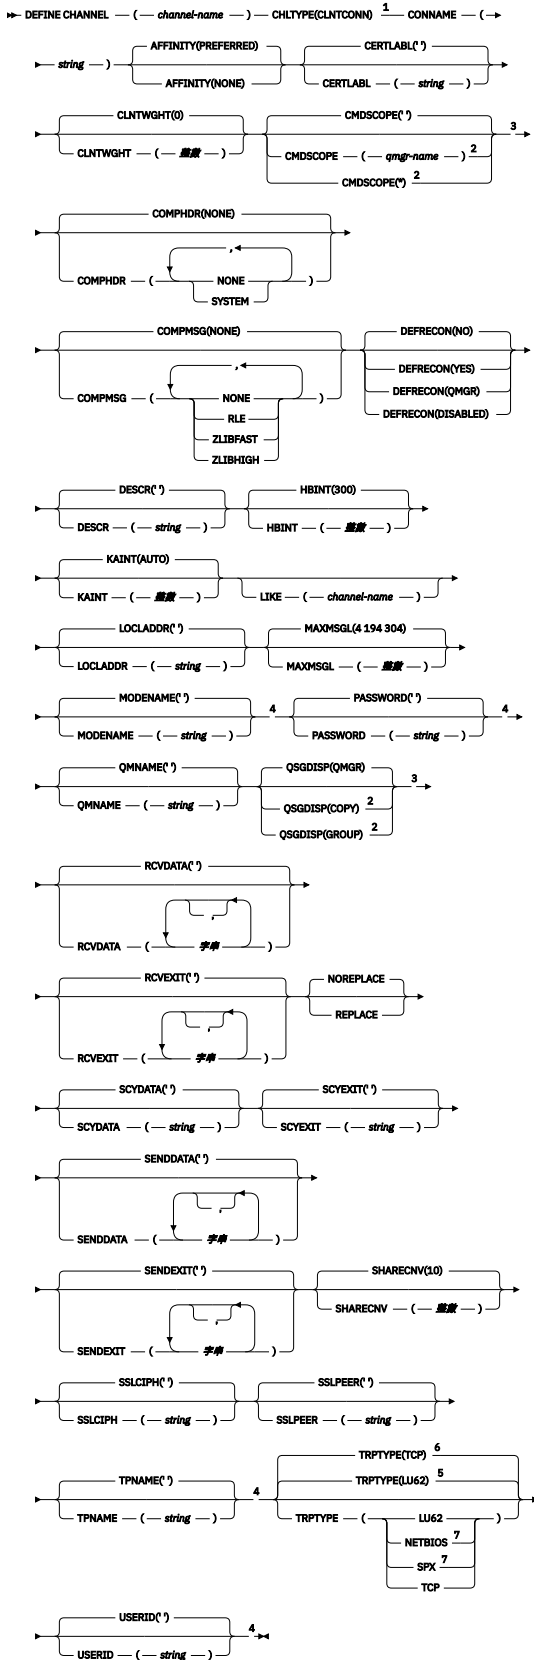 DEFINE CHANNEL ( channel-name ) CHLTYPE(CLNTCONN) 1 CONNAME (
string ) AFFINITY(PREFERRED) AFFINITY(NONE) CERTLABL(' ') CERTLABL ( string )
CLNTWGHT(0) CLNTWGHT ( 整數 ) CMDSCOPE(' ') CMDSCOPE ( qmgr-name ) 2 CMDSCOPE(*) 2 3
COMPHDR(NONE)
COMPHDR ( , NONE SYSTEM )
COMPMSG(NONE) COMPMSG ( , NONE RLE ZLIBFAST ZLIBHIGH ) DEFRECON(NO) DEFRECON(YES) DEFRECON(QMGR) DEFRECON(DISABLED)
DESCR(' ') DESCR ( string ) HBINT(300) HBINT ( 整數 )
KAINT(AUTO) KAINT ( 整數 ) LIKE ( channel-name )
LOCLADDR(' ') LOCLADDR ( string ) MAXMSGL(4 194 304) MAXMSGL ( 整數 )
MODENAME(' ') MODENAME ( string ) 4 PASSWORD(' ') PASSWORD ( string ) 4
QMNAME(' ') QMNAME ( string ) QSGDISP(QMGR) QSGDISP(COPY) 2 QSGDISP(GROUP) 2 3
RCVDATA(' ')
RCVDATA ( , 字串 )
RCVEXIT(' ') RCVEXIT ( , 字串 ) NOREPLACE REPLACE
SCYDATA(' ') SCYDATA ( string ) SCYEXIT(' ') SCYEXIT ( string )
SENDDATA(' ')
SENDDATA ( , 字串 )
SENDEXIT(' ') SENDEXIT ( , 字串 ) SHARECNV(10) SHARECNV ( 整數 )
SSLCIPH(' ') SSLCIPH ( string ) SSLPEER(' ') SSLPEER ( string )
TPNAME(' ') TPNAME ( string ) 4 TRPTYPE(TCP) 6 TRPTYPE(LU62) 5 TRPTYPE ( LU62 NETBIOS 7 SPX 7 TCP )
USERID(' ') USERID ( string ) 4